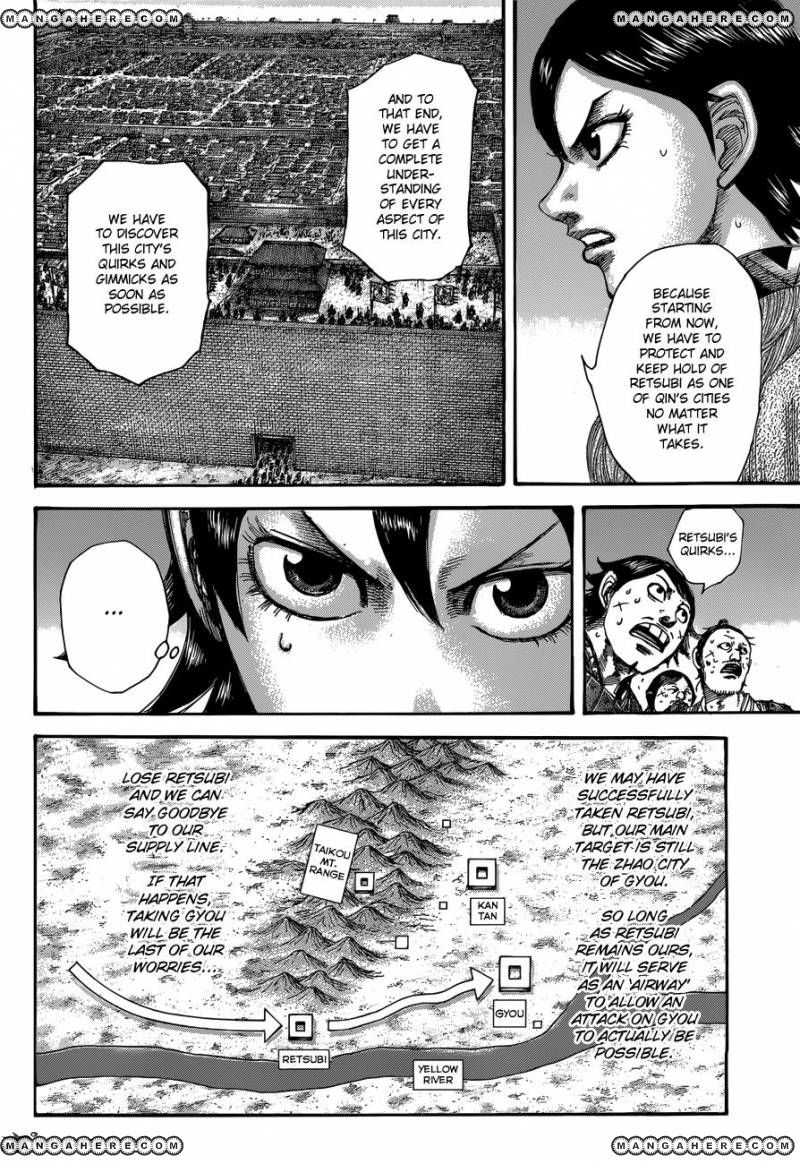 MANGAHERE.COM
MANGAHERE.COM
BECAUSE
STARTING
FROM NOW,
WE HAVE TO
PROTECT AND
KEEP HOLD OF
RETSUBI AS ONE
OF QIN'S CITIES
NO MATTER
WHAT IT
TAKES.
AND TO
THAT END,
WE HAVE
TO GET A
COMPLETE
UNDER-
STANDING
OF EVERY
ASPECT OF
THIS CITY.
WE HAVE
TO DISCOVER
THIS CITY'S
QUIRKS AND
GIMMICKS AS
SOON AS
POSSIBLE.
RETSUBI'S
QUIRKS...
...
WE MAY HAVE
SUCCESSFULLY
TAKEN RETSUBI,
BUT OUR MAIN
TARGET IS STILL
THE ZHAO CITY
OF GYOU.
SO LONG
AS RETSUBI
REMAINS OURS,
IT WILL SERVE
AS AN 'AIRWAY'
TO ALLOW AN
ATTACK ON GYOU
TO ACTUALLY BE
POSSIBLE.
LOSE RETSUBI
AND WE CAN
SAY GOODBYE
TO OUR
SUPPLY LINE.
IF THAT
HAPPENS,
TAKING GYOU
WILL BE THE
LAST OF OUR
WORRIES...
TAIKOU
MT.
RANGE
KAN
TAN
GYOU
RETSUBI
YELLOW
RIVER
MANGAHERE.COM
MANGAHERE.COM